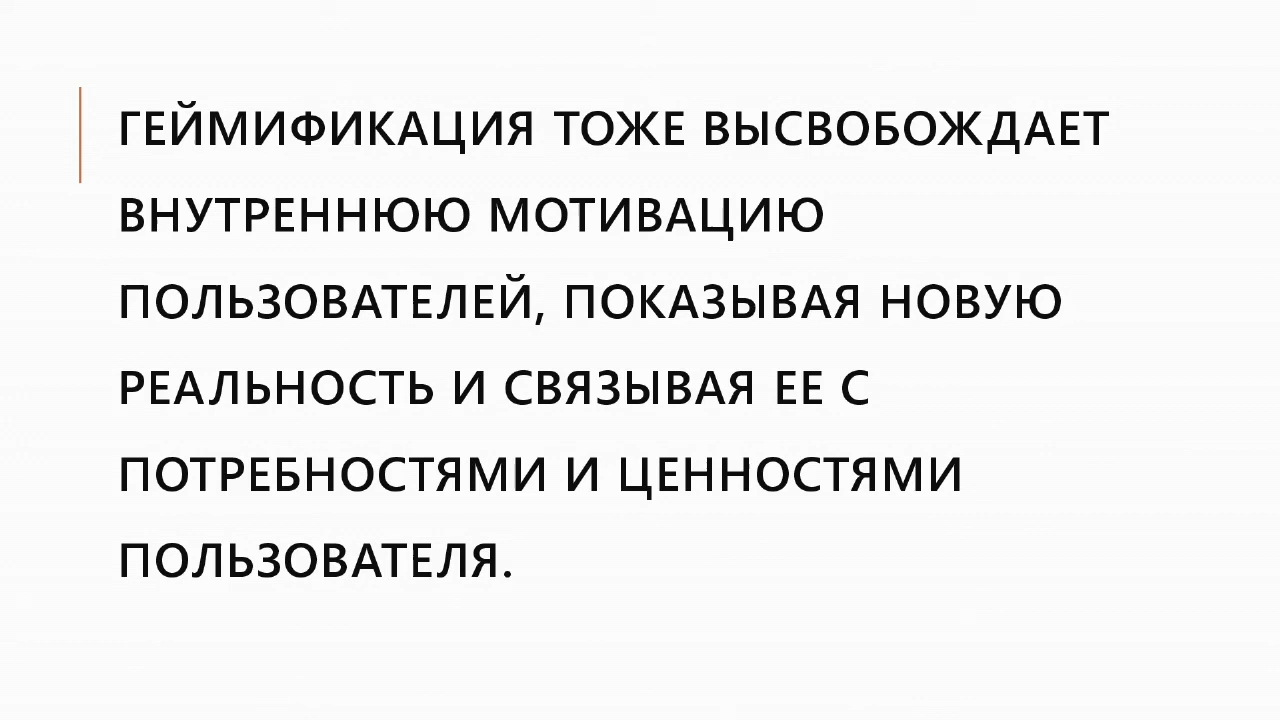 ГЕЙМИФИКАЦИЯ ТОЖЕ ВЫСВОБОЖДАЕТ
ВНУТРЕННЮЮ МОТИВАЦИЮ
ПОЛЬЗОВАТЕЛЕЙ, ПОКАЗЫВАЯ НОВУЮ
РЕАЛЬНОСТЬ И СВЯЗЫВАЯ ЕЕ С
ПОТРЕБНОСТЯМИ И ЦЕННОСТЯМИ
ПОЛЬЗОВАТЕЛЯ.